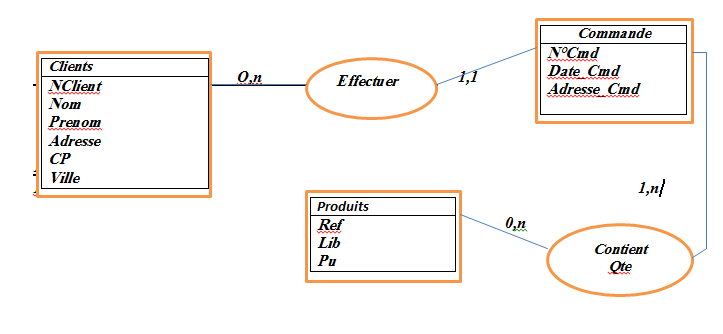 Clients
NClient
Nom
Prenom
Adresse
CP
Ville
O,n
Effectuer
1,1
Commande
N°Cmd
Date_Cmd
Adresse_Cmd
1,n
Produits
Ref
Lib
Pu
0,n
Contient
Qte